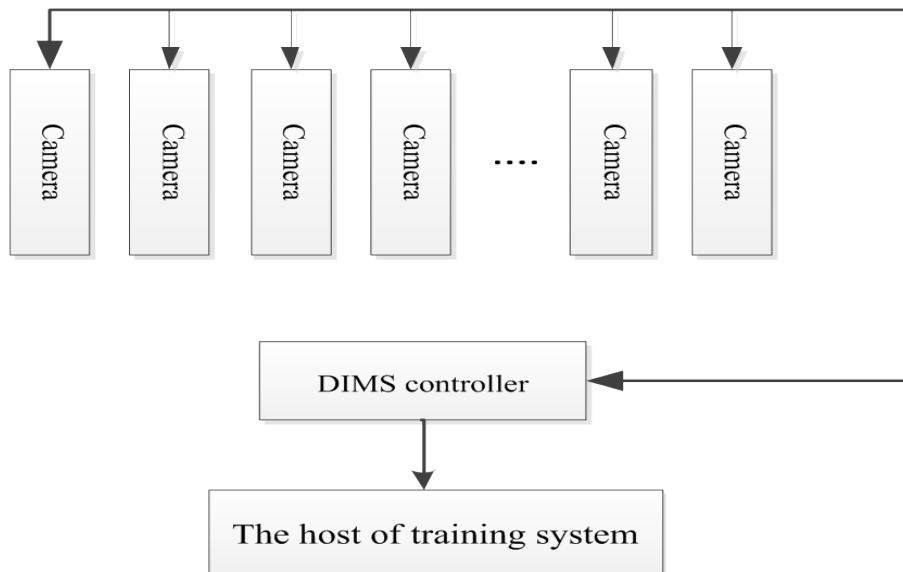 Camera
Camera
Camera
Camera
....
Camera
Camera
DIMS controller
The host of training system